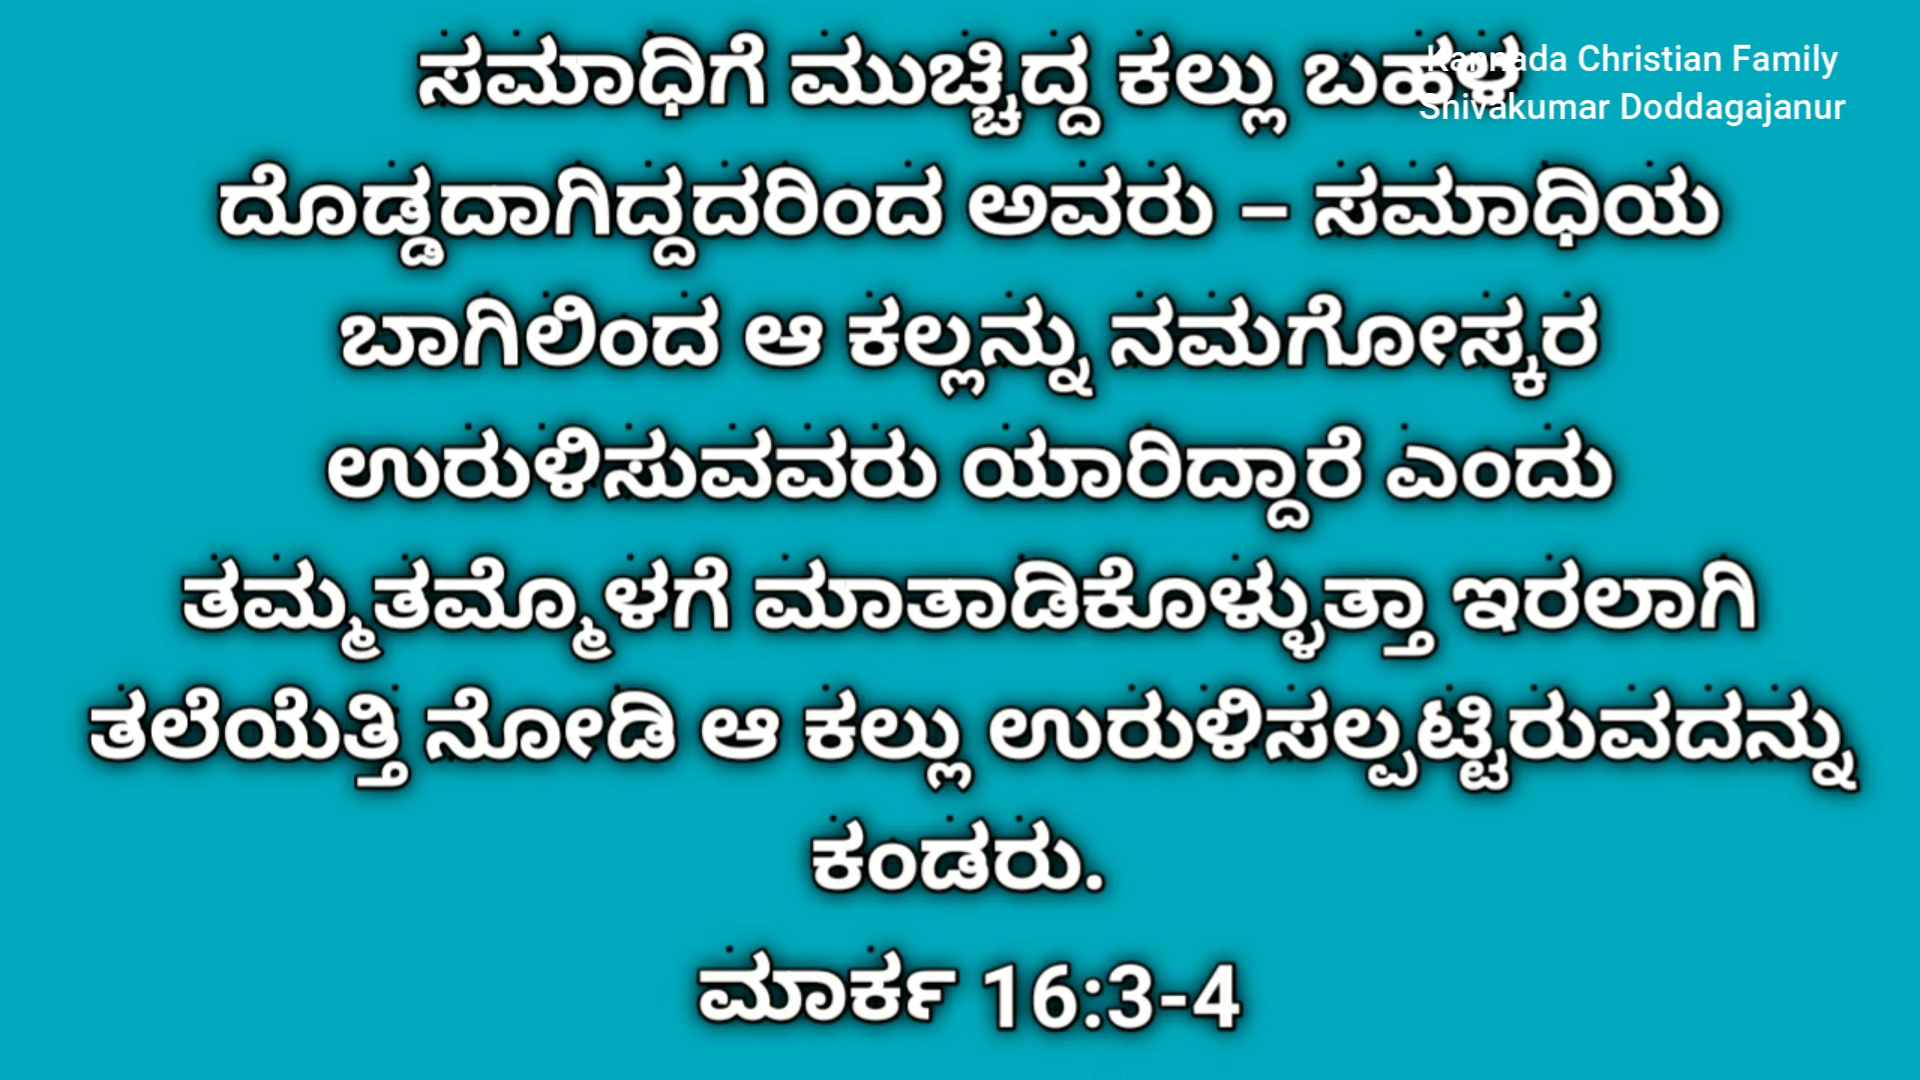 ಸಮಾಧಿಗೆ ಮುಚ್ಚಿದ್ದ ಕಲ್ಲು ಬಹಳ
Kannada Christian Family
Shivakumar Doddagajanur
ದೊಡ್ಡದಾಗಿದ್ದದರಿಂದ ಅವರು – ಸಮಾಧಿಯ
ಬಾಗಿಲಿಂದ ಆ ಕಲ್ಲನ್ನು ನಮಗೋಸ್ಕರ
ಉರುಳಿಸುವವರು ಯಾರಿದ್ದಾರೆ ಎಂದು
ತಮ್ಮತಮ್ಮೊಳಗೆ ಮಾತಾಡಿಕೊಳ್ಳುತ್ತಾ ಇರಲಾಗಿ
ತಲೆಯೆತ್ತಿ ನೋಡಿ ಆ ಕಲ್ಲು ಉರುಳಿಸಲ್ಪಟ್ಟಿರುವದನ್ನು
ಕಂಡರು.
ಮಾರ್ಕ 16:3-4